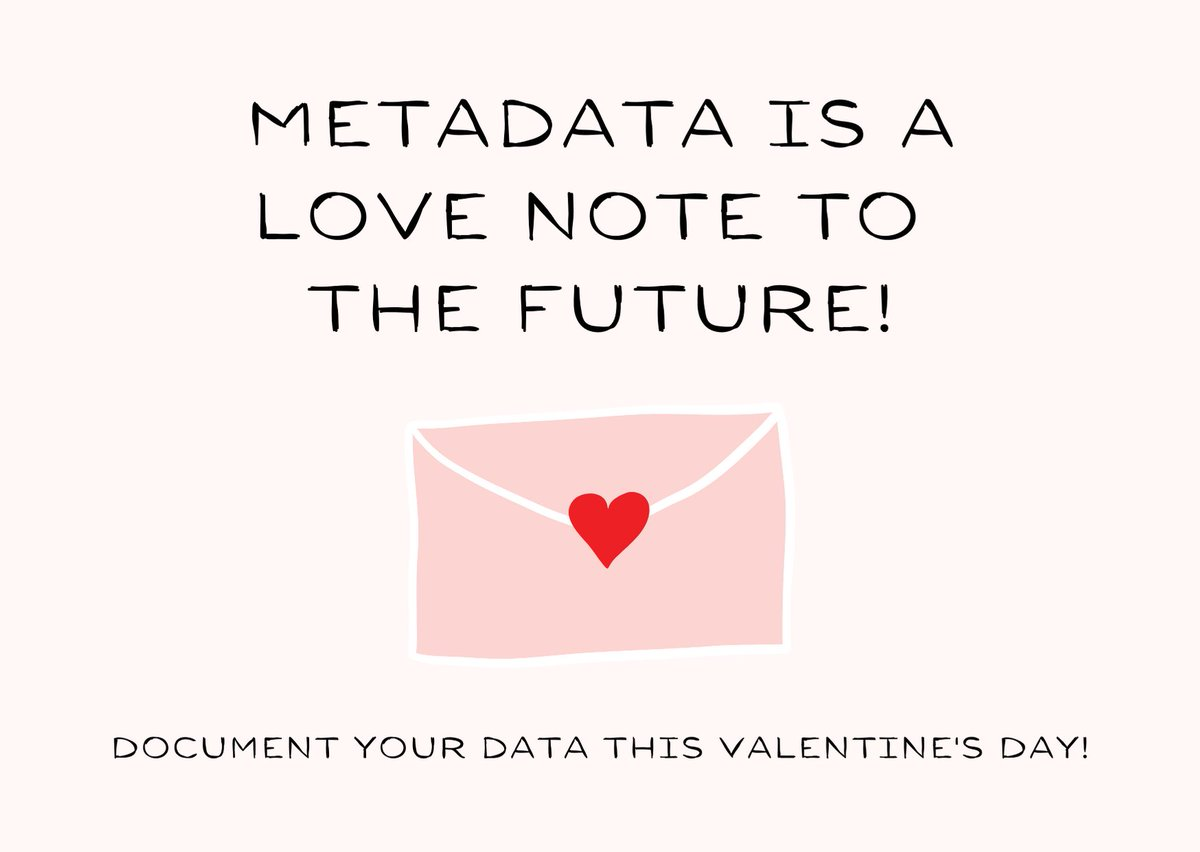 METADATA IS A
LOVE NOTE TO
THE FUTURE!
DOCUMENT YOUR DATA THIS VALENTINE'S DAY!